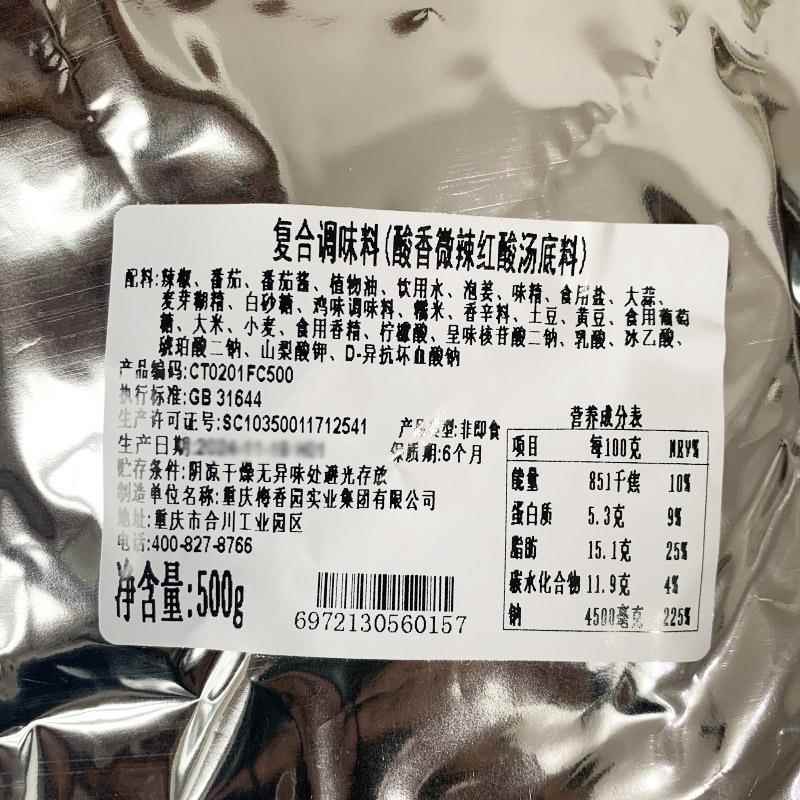 复合调味料(酸香微辣红酸汤底料)
配料:辣椒、番茄、番茄酱、植物油、饮用水、泡姜、味精、食用盐、大蒜、
麦芽糊精、白砂糖、鸡味调味料、糯米、香辛料、土豆、黄豆、食用葡萄
糖、大米、小麦、食用香精、柠檬酸、呈味核苷酸二钠、乳酸、冰乙酸、
琥珀酸二钠、山梨酸钾、D-异抗坏血酸钠
产品编码:CT0201FC500
执行标准:GB 31644
生产许可证号:SC10350011712541 产品类型:非即食
生产日期: 保质期:6个月
贮存条件:阴凉干燥无异味处避光存放
制造单位名称:重庆梅香园实业集团有限公司
地址:重庆市合川工业园区
电话:400-827-8766
净含量:500g
6972130560157
营养成分表
项目 每100克 NRV%
能量 851千焦 10%
蛋白质 5.3克 9%
脂肪 15.1克 25%
碳水化合物 11.9克 4%
钠 4500毫克 225%